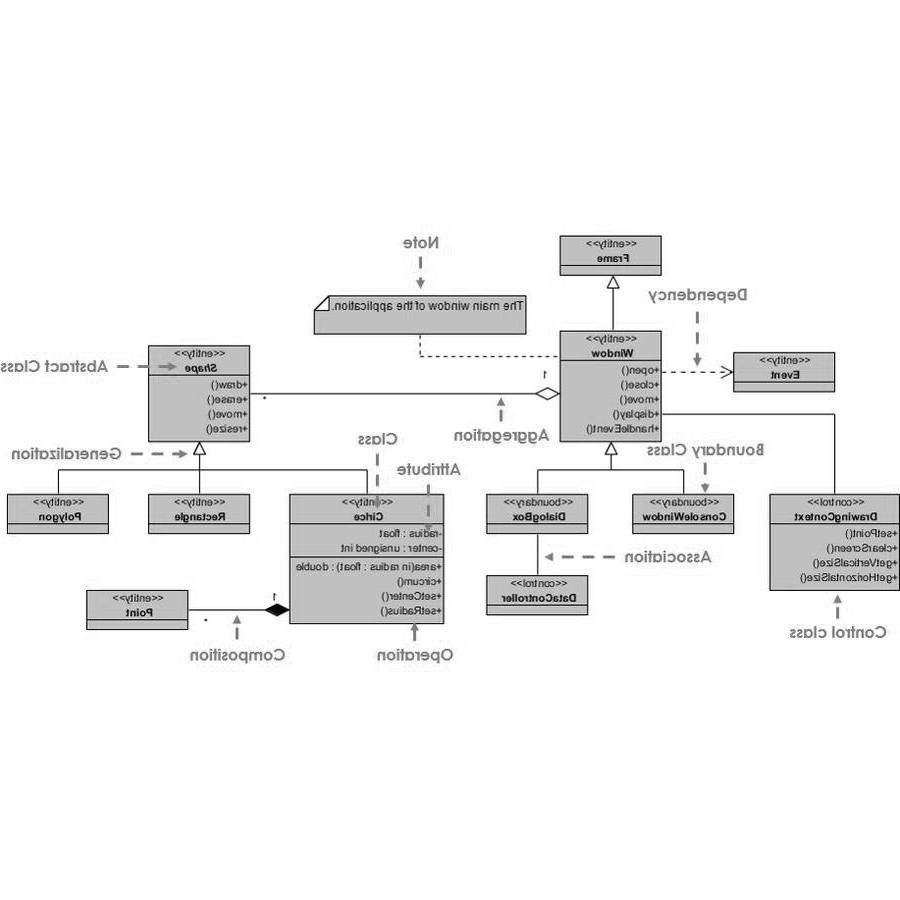 Note
<<entity>>
Frame
Dependency
The main window of the application.
<<entity>>
Window
+open()
+close()
+move()
+display()
+handleEvent()
<<entity>>
Event
Abstract Class
<<entity>>
Shape
+draw()
+erase()
+move()
+resize()
1
*
Aggregation
Generalization
Class
Attribute
Boundary Class
<<entity>>
Polygon
<<entity>>
Rectangle
<<entity>>
Cirlce
-radius : float
-center : unsigned int
+area(in radius : float) : double
+circum()
+setCenter()
+setRadius()
<<boundary>>
DialogBox
<<boundary>>
ConsoleWindow
<<control>>
DrawingContext
+setPoint()
+clearScreen()
+getVerticalSize()
+getHorizontalSize()
Association
<<control>>
DataController
<<entity>>
Point
1
*
Composition
Operation
Control class